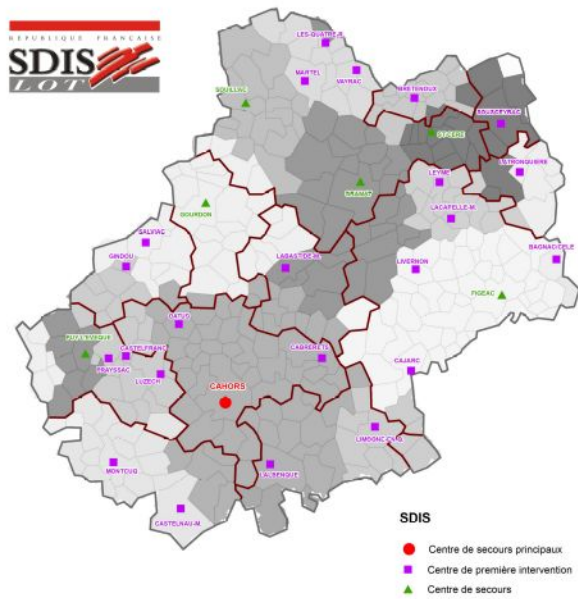 RÉPUBLIQUE FRANÇAISE
SDIS
LOT
LES-QUATRE-R.
MARTEL
VAYRAC
SOUILLAC
BRETENOUX
ST-CERE
SOUSCEYRAC
LATRONQUIERE
LEYME
GRAMAT
LACAPELLE-M.
GOURDON
SALVIAC
GINDOU
LABASTIDE-M.
LIVERNON
BAGNAC/CELE
FIGEAC
CATUS
PUY-L'EVEQUE
CASTELFRANC
PRAYSSAC
LUZECH
CABRERETS
CAJARC
CAHORS
LIMOGNE-EN-Q.
MONTCUQ
LALBENQUE
CASTELNAU-M.
SDIS
Centre de secours principaux
Centre de première intervention
Centre de secours